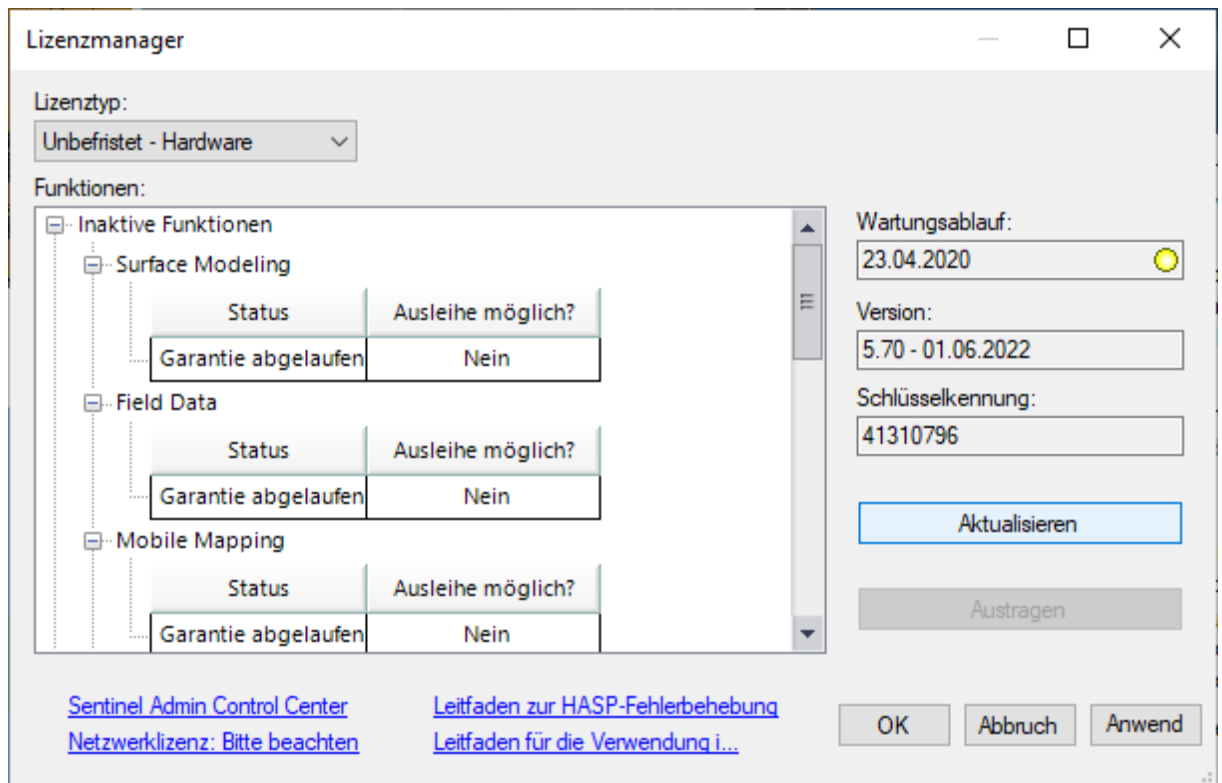 Lizenzmanager
Lizenztyp:
Unbefristet - Hardware
Funktionen:
Inaktive Funktionen
Surface Modeling
Status Ausleihe möglich?
Garantie abgelaufen Nein
Field Data
Status Ausleihe möglich?
Garantie abgelaufen Nein
Mobile Mapping
Status Ausleihe möglich?
Garantie abgelaufen Nein
Wartungsablauf:
23.04.2020
Version:
5.70 - 01.06.2022
Schlüsselkennung:
41310796
Aktualisieren
Austragen
Sentinel Admin Control Center
Leitfaden zur HASP-Fehlerbehebung
Netzwerklizenz: Bitte beachten
Leitfaden für die Verwendung i...
OK
Abbruch
Anwend